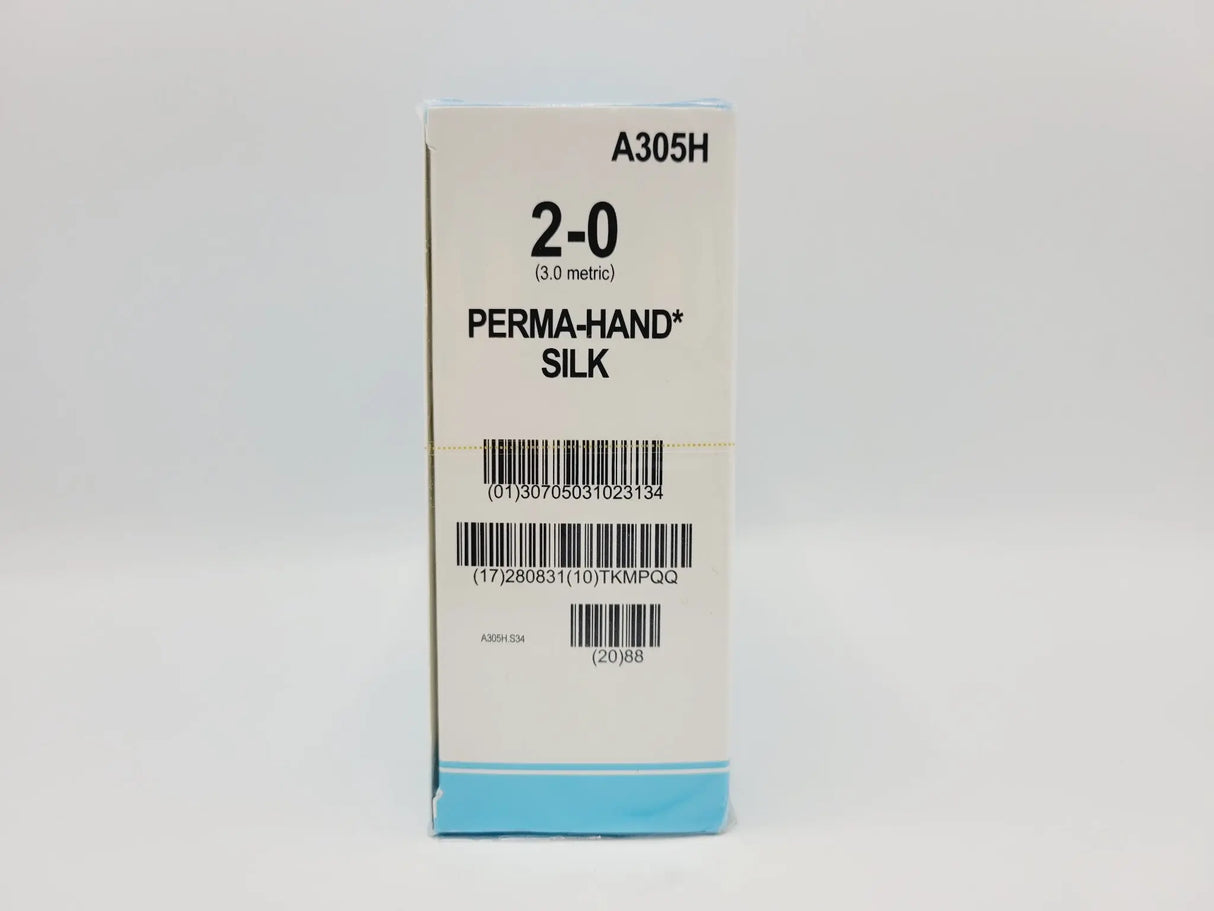 A305H
2-0
(3.0 metric)
PERMA-HAND*
SILK
(01)30705031023134
(17)280831(10)TKMPQQ
A305H.S34
(20)88